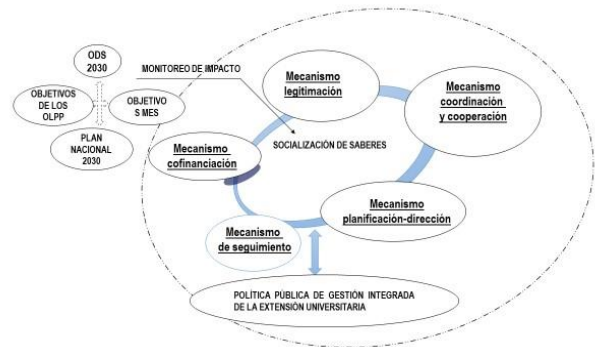 ODS
2030
OBJETIVOS
DE LOS
OLPP
OBJETIVO
S MES
PLAN
NACIONAL
2030
MONITOREO DE IMPACTO
Mecanismo
legitimación
Mecanismo
coordinación
y cooperación
SOCIALIZACIÓN DE SABERES
Mecanismo
cofinanciación
Mecanismo
planificación-dirección
Mecanismo
de seguimiento
POLÍTICA PÚBLICA DE GESTIÓN INTEGRADA
DE LA EXTENSIÓN UNIVERSITARIA